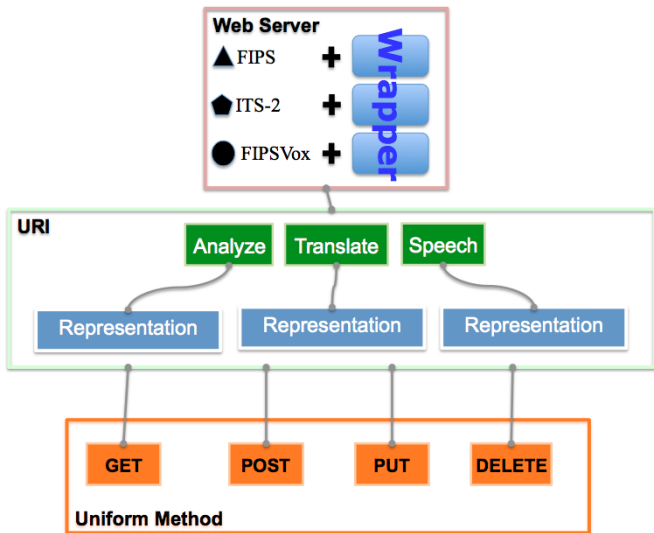 Web Server
FIPS +
ITS-2 +
FIPSVox +
Wrapper
URI
Analyze Translate Speech
Representation Representation Representation
GET POST PUT DELETE
Uniform Method